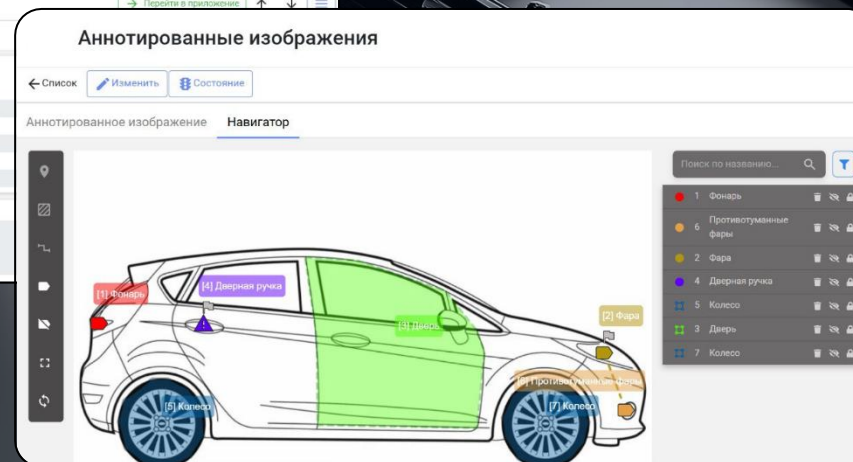 Перейти в приложение
Аннотированные изображения
Список
Изменить
Состояние
Аннотированное изображение
Навигатор
Поиск по названию...
1 Фонарь
6 Противотуманные
фары
2 Фара
4 Дверная ручка
5 Колесо
3 Дверь
7 Колесо
[4] Дверная ручка
[1] Фонарь
[2] Фара
[3] Дверь
[6] Противотуманные фары
[5] Колесо
[7] Колесо